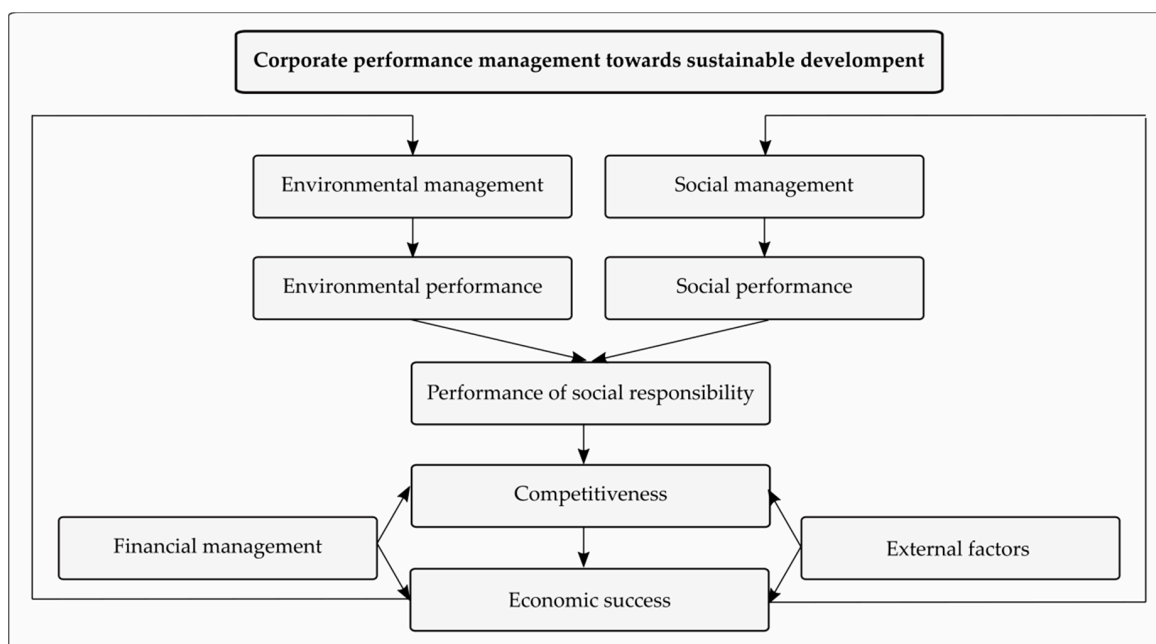 Corporate performance management towards sustainable develompent
Environmental management
Social management
Environmental performance
Social performance
Performance of social responsibility
Competitiveness
Financial management
External factors
Economic success